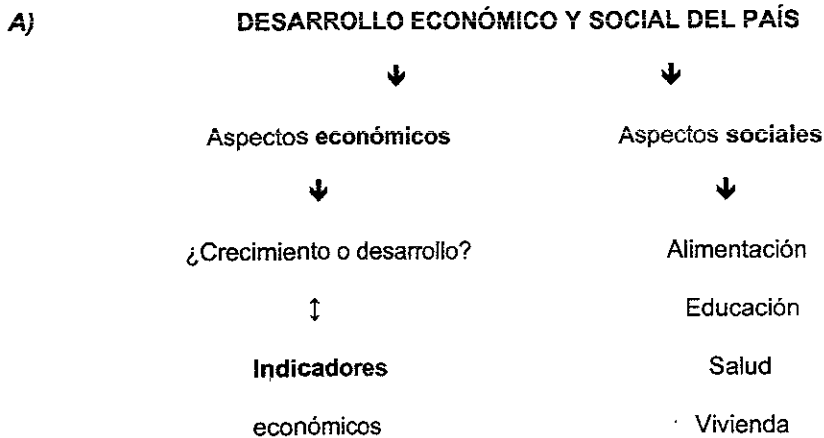 A) DESARROLLO ECONÓMICO Y SOCIAL DEL PAÍS
Aspectos económicos Aspectos sociales
¿Crecimiento o desarrollo? Alimentación
Educación
Indicadores Salud
económicos Vivienda